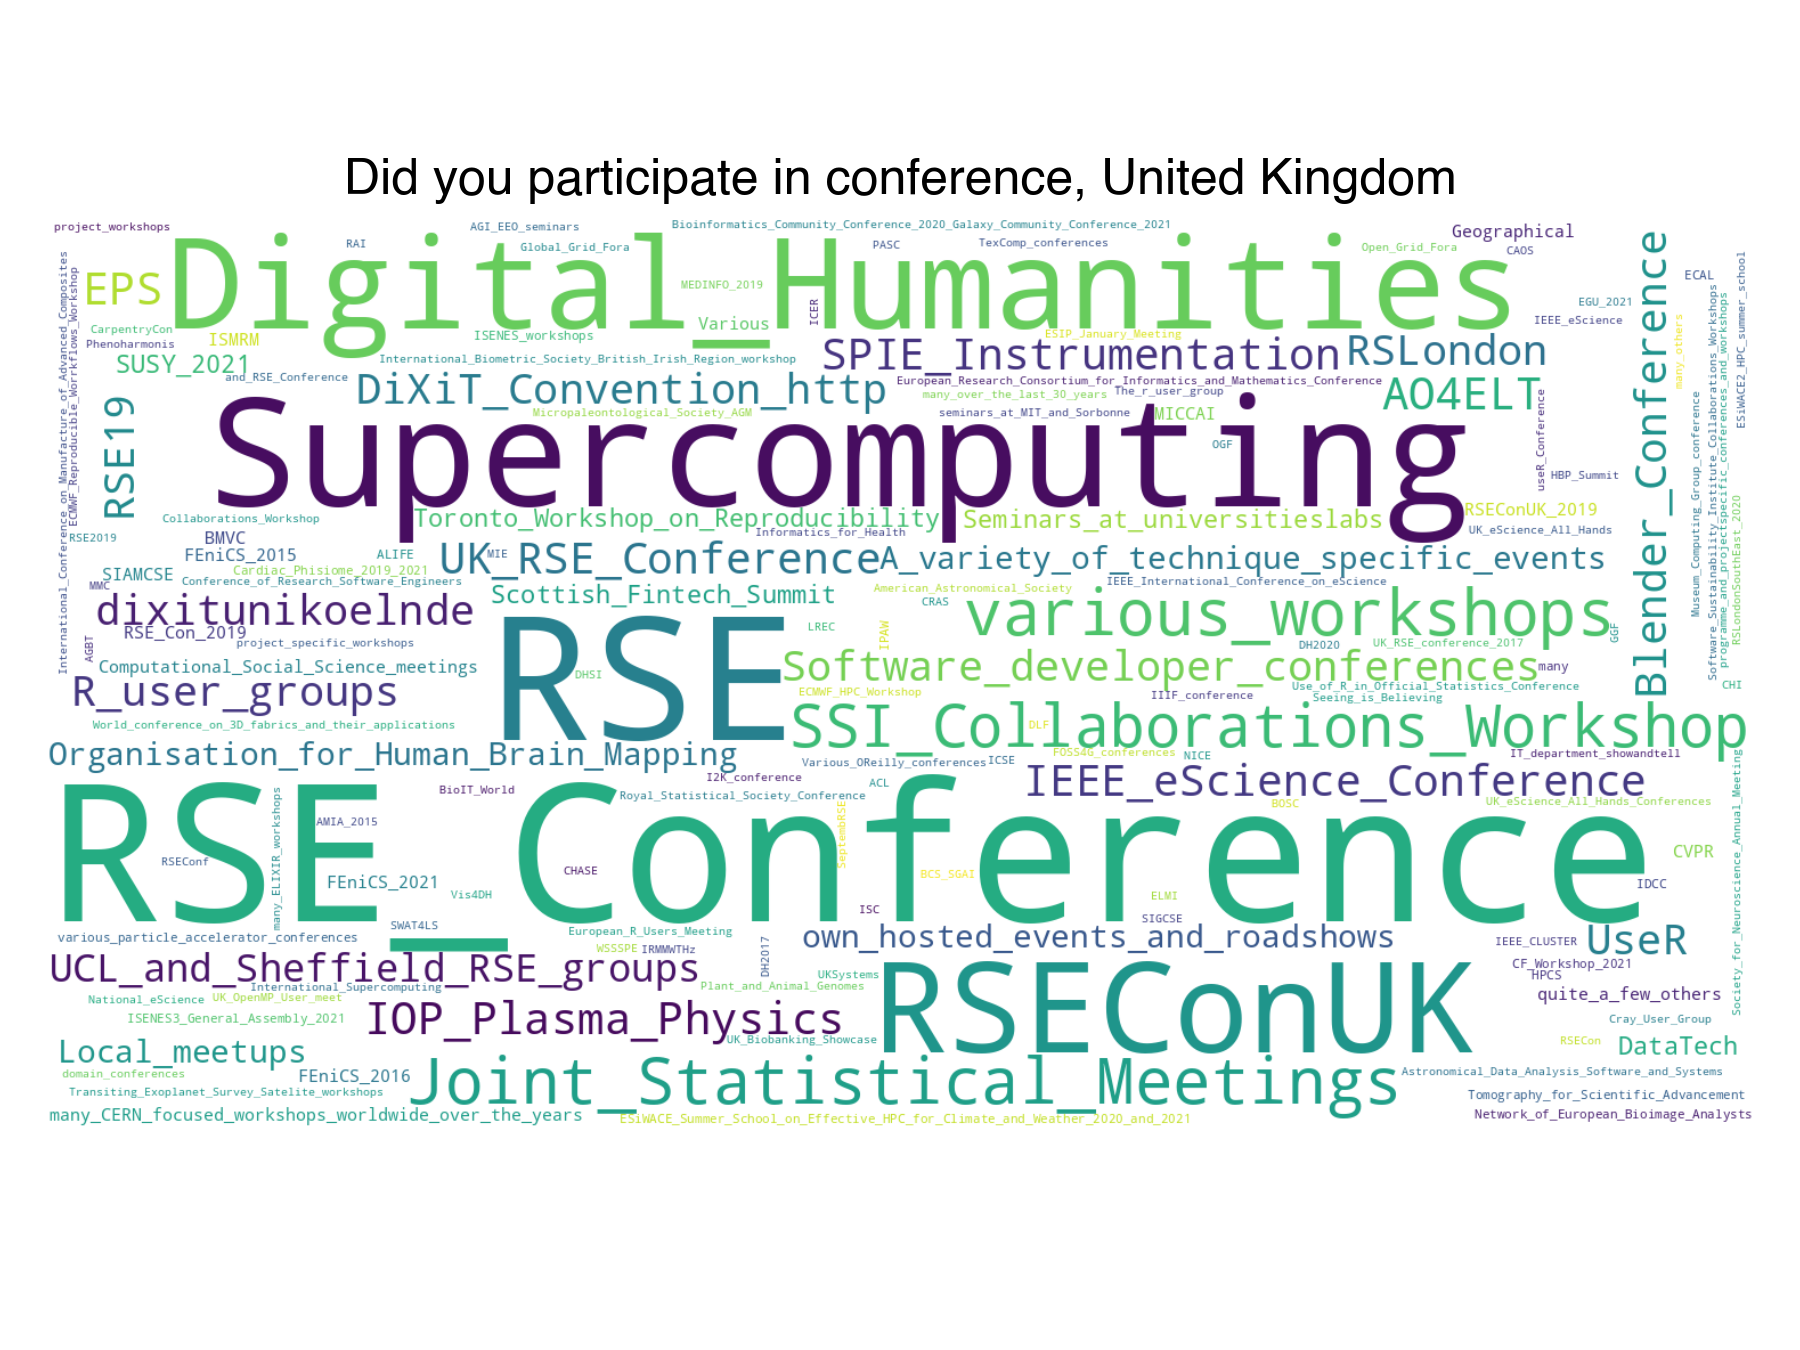 Did you participate in conference, United Kingdom
project_workshops
AGI_EEO_seminars
Bioinformatics_Community_Conference_2020_Galaxy_Community_Conference_2021
Geographical
RAI
Global_Grid_Fora
PASC
TexComp_conferences
Open_Grid_Fora
CAOS
Digital_Humanities
EPS
MEDINFO_2019
ICER
ECAL
EGU_2021
IEEE_eScience
CarpentryCon
Phenoharmonis
ISMRM
ISENES_workshops
Various
ESIP_January_Meeting
many_others
SUSY_2021
International_Biometric_Society_British_Irish_Region_workshop
SPIE_Instrumentation
RSLondon
and_RSE_Conference
DiXiT_Convention_http
European_Research_Consortium_for_Informatics_and_Mathematics_Conference
many_over_the_last_30_years
The_r_user_group
AO4ELT
Micropaleontological_Society_AGM
seminars_at_MIT_and_Sorbonne
MICCAI
International_Conference_on_Manufacture_of_Advanced_Composites
ECMWF_Reproducible_Worrkflows_Workshop
RSE19
Supercomputing
OGF
useR_Conference
HBP_Summit
Blender_Conference
Museum_Computing_Group_conference
Software_Sustainability_Institute_Collaborations_Workshops
programme_and_projectspecific_conferences_and_workshops
RSLondonSouthEast_2020
ESiWACE2_HPC_summer_school
Collaborations_Workshop
Toronto_Workshop_on_Reproducibility
Seminars_at_universitieslabs
RSEConUK_2019
RSE2019
BMVC
Informatics_for_Health
UK_eScience_All_Hands
FEniCS_2015
ALIFE
UK_RSE_Conference
MIE
A_variety_of_technique_specific_events
SIAMCSE
Cardiac_Phisiome_2019_2021
MMC
Conference_of_Research_Software_Engineers
Scottish_Fintech_Summit
American_Astronomical_Society
IEEE_International_Conference_on_eScience
CRAS
dixitunikoelnde
various_workshops
RSE_Con_2019
LREC
IPAW
GGF
AGBT
project_specific_workshops
DH2020
UK_RSE_conference_2017
Computational_Social_Science_meetings
RSE
DHSI
Software_developer_conferences
many
R_user_groups
ECMWF_HPC_Workshop
IIIF_conference
Use_of_R_in_Official_Statistics_Conference
Seeing_is_Believing
CHI
World_conference_on_3D_fabrics_and_their_applications
SSI_Collaborations_Workshop
DLF
Organisation_for_Human_Brain_Mapping
Various_OReilly_conferences
ICSE
FOSS4G_conferences
NICE
IT_department_showandtell
I2K_conference
ACL
IEEE_eScience_Conference
BioIT_World
Royal_Statistical_Society_Conference
BOSC
UK_eScience_All_Hands_Conferences
Society_for_Neuroscience_Annual_Meeting
RSE_Conference
many_ELIXIR_workshops
AMIA_2015
SeptembRSE
RSEConf
CHASE
BCS_SGAI
CVPR
FEniCS_2021
Vis4DH
ELMI
IDCC
ISC
SIGCSE
SWAT4LS
European_R_Users_Meeting
various_particle_accelerator_conferences
WSSSPE
IRMMWTHz
DH2017
own_hosted_events_and_roadshows
IEEE_CLUSTER
UseR
UCL_and_Sheffield_RSE_groups
UKSystems
CF_Workshop_2021
HPCS
International_Supercomputing
Plant_and_Animal_Genomes
RSEConUK
quite_a_few_others
National_eScience
UK_OpenMP_User_meet
ISENES3_General_Assembly_2021
IOP_Plasma_Physics
Cray_User_Group
UK_Biobanking_Showcase
RSECon
DataTech
Local_meetups
domain_conferences
FEniCS_2016
Joint_Statistical_Meetings
Astronomical_Data_Analysis_Software_and_Systems
Transiting_Exoplanet_Survey_Satelite_workshops
Tomography_for_Scientific_Advancement
many_CERN_focused_workshops_worldwide_over_the_years
ESiWACE_Summer_School_on_Effective_HPC_for_Climate_and_Weather_2020_and_2021
Network_of_European_Bioimage_Analysts